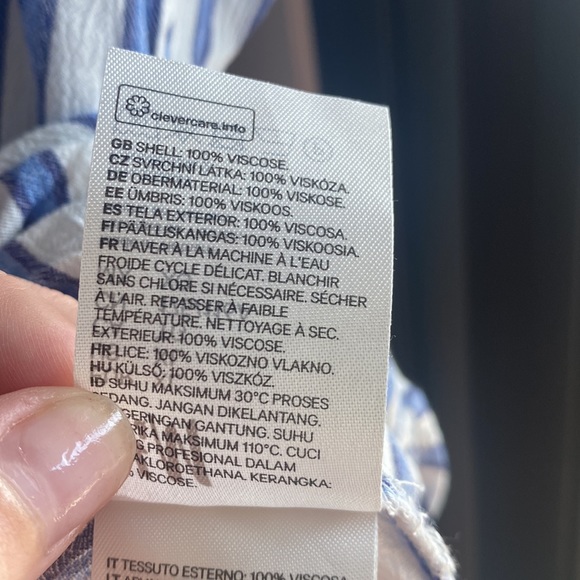 clevercare.info
GB SHELL: 100% VISCOSE.
CZ SVRCHNÍ LÁTKA: 100% VISKÓZA.
DE OBERMATERIAL: 100% VISKOSE.
EE ÜMBRIS: 100% VISKOOS.
ES TELA EXTERIOR: 100% VISCOSA.
FI PÄÄLLISKANGAS: 100% VISKOOSIA.
FR LAVER À LA MACHINE À L'EAU
FROIDE CYCLE DÉLICAT. BLANCHIR
SANS CHLORE SI NÉCESSAIRE. SÉCHER
À L'AIR. REPASSER À FAIBLE
TEMPÉRATURE. NETTOYAGE À SEC.
EXTERIEUR: 100% VISCOSE.
HR LICE: 100% VISKOZNO VLAKNO.
HU KÜLSŐ: 100% VISZKÓZ.
ID SUHU MAKSIMUM 30°C PROSES
SEDANG. JANGAN DIKELANTANG.
GERINGAN GANTUNG. SUHU
RIKA MAKSIMUM 110°C. CUCI
S PROFESIONAL DALAM
AKLOROETHANA. KERANGKA:
% VISCOSE.
IT TESSUTO ESTERNO: 100% VISCOSA